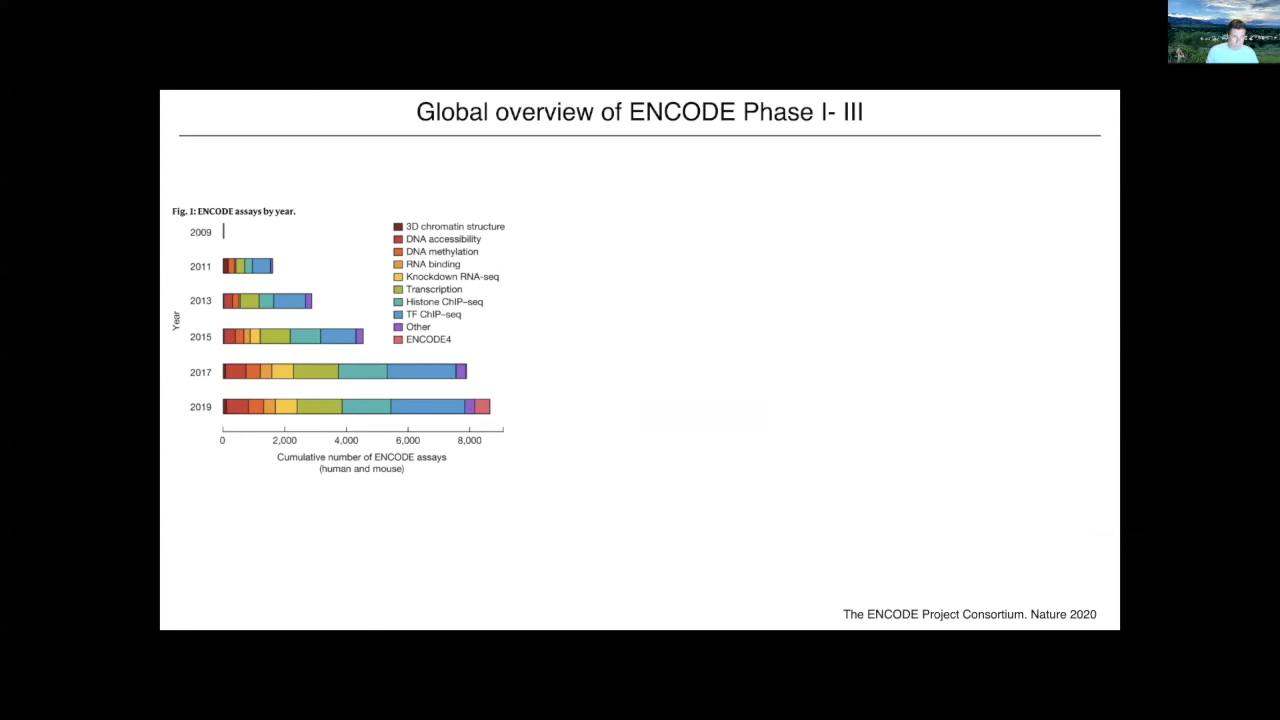 Global overview of ENCODE Phase I- III
Fig. 1: ENCODE assays by year.
3D chromatin structure
DNA accessibility
DNA methylation
RNA binding
Knockdown RNA-seq
Transcription
Histone ChIP–seq
TF ChIP–seq
Other
ENCODE4
Year
2009
2011
2013
2015
2017
2019
0 2,000 4,000 6,000 8,000
Cumulative number of ENCODE assays
(human and mouse)
The ENCODE Project Consortium. Nature 2020